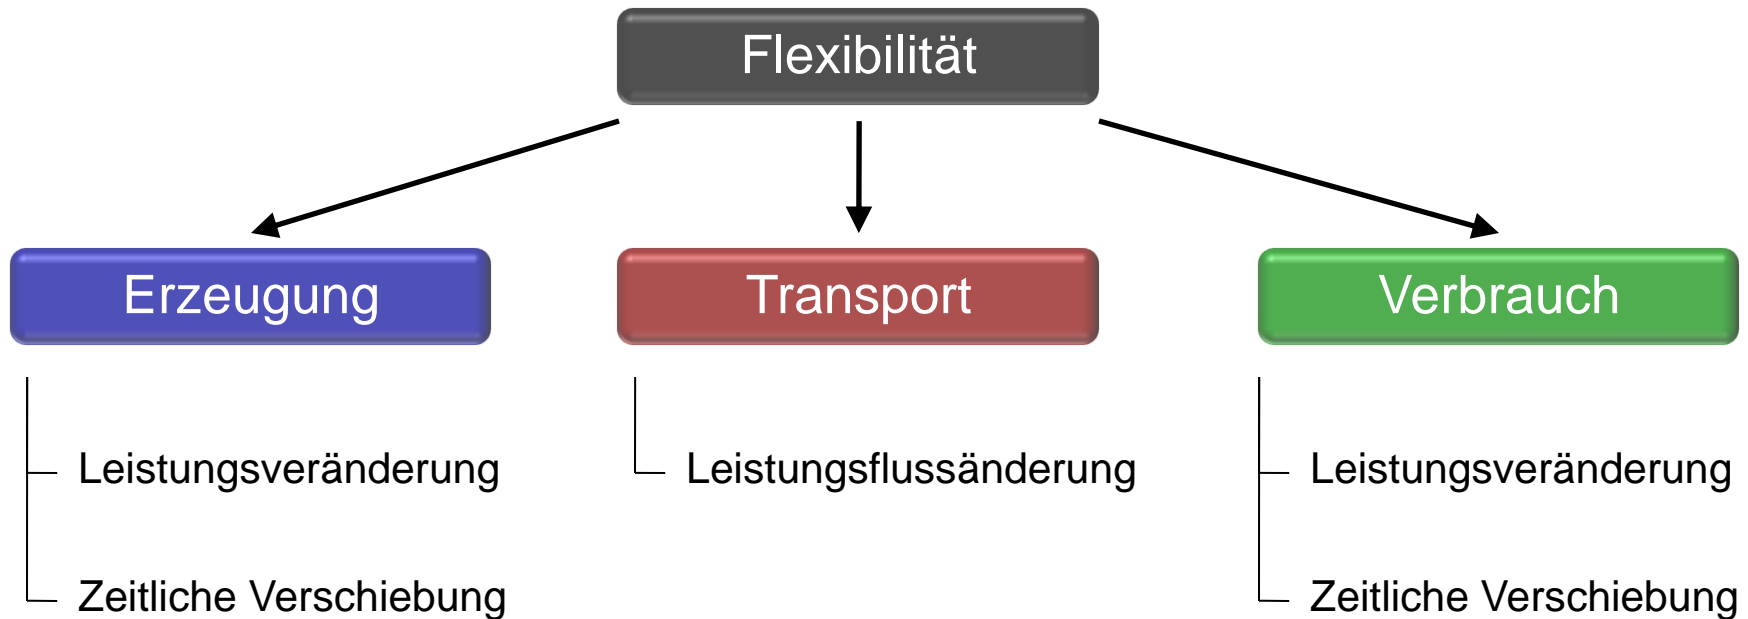 Flexibilität
Erzeugung
Transport
Verbrauch
Leistungsveränderung
Leistungsflussänderung
Leistungsveränderung
Zeitliche Verschiebung
Zeitliche Verschiebung